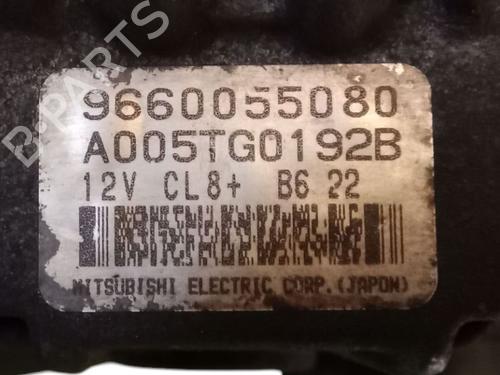 9660055080
A005TG0192B
12V CL8+ B6 22
MITSUBISHI ELECTRIC CORP.(JAPON)
B-PARTS